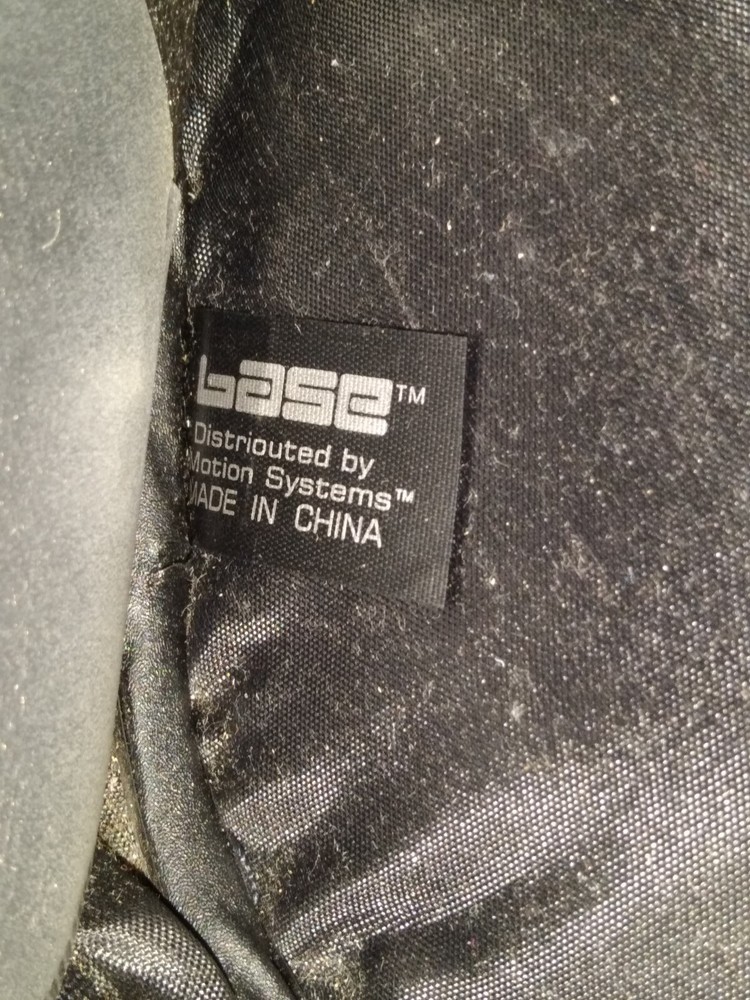 base™
Distriouted by
Motion Systems™
MADE IN CHINA